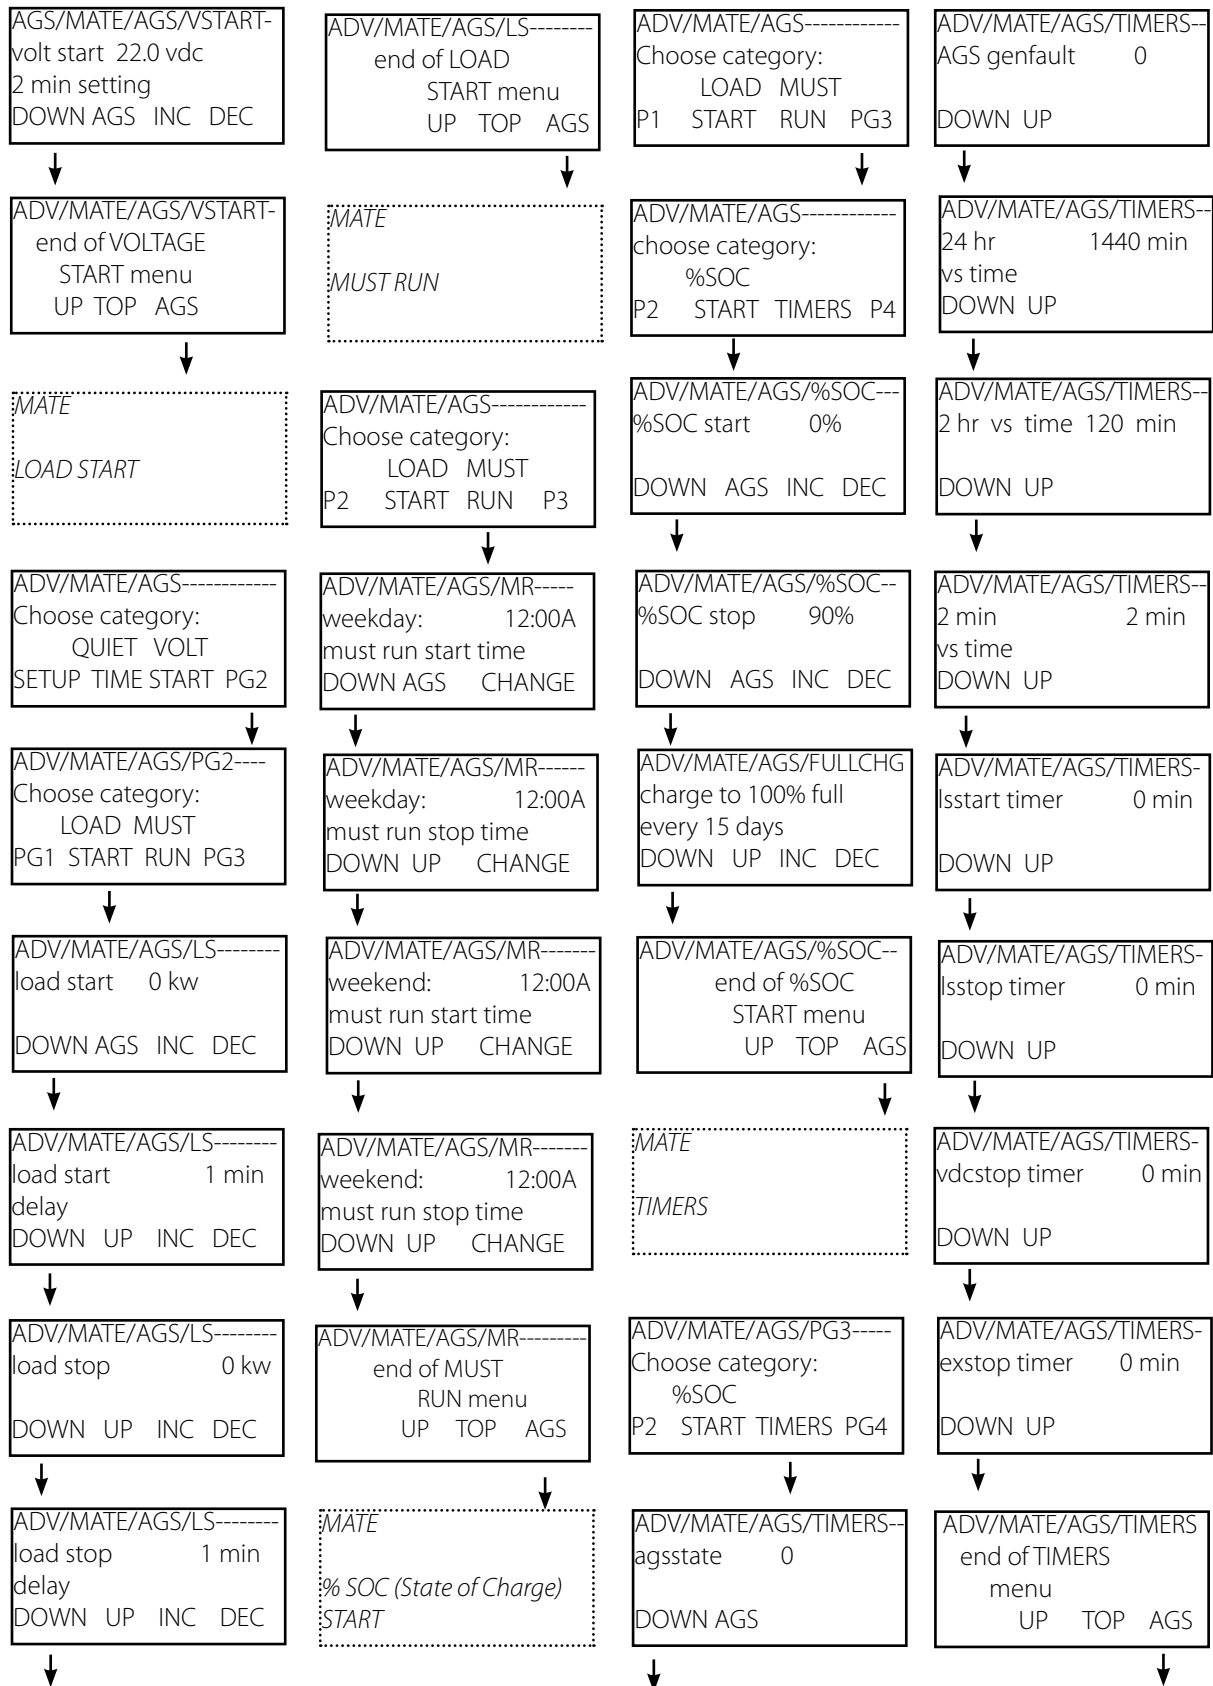 AGS/MATE/AGS/VSTART-
volt start 22.0 vdc
2 min setting
DOWN AGS INC DEC
ADV/MATE/AGS/VSTART-
end of VOLTAGE
START menu
UP TOP AGS
MATE
LOAD START
ADV/MATE/AGS------------
Choose category:
QUIET VOLT
SETUP TIME START PG2
ADV/MATE/AGS/PG2----
Choose category:
LOAD MUST
PG1 START RUN PG3
ADV/MATE/AGS/LS--------
load start 0 kw
DOWN AGS INC DEC
ADV/MATE/AGS/LS--------
load start 1 min
delay
DOWN UP INC DEC
ADV/MATE/AGS/LS--------
load stop 0 kw
DOWN UP INC DEC
ADV/MATE/AGS/LS--------
load stop 1 min
delay
DOWN UP INC DEC
ADV/MATE/AGS/LS--------
end of LOAD
START menu
UP TOP AGS
MATE
MUST RUN
ADV/MATE/AGS------------
Choose category:
LOAD MUST
P2 START RUN P3
ADV/MATE/AGS/MR-----
weekday: 12:00A
must run start time
DOWN AGS CHANGE
ADV/MATE/AGS/MR------
weekday: 12:00A
must run stop time
DOWN UP CHANGE
ADV/MATE/AGS/MR-------
weekend: 12:00A
must run start time
DOWN UP CHANGE
ADV/MATE/AGS/MR-------
weekend: 12:00A
must run stop time
DOWN UP CHANGE
ADV/MATE/AGS/MR---------
end of MUST
RUN menu
UP TOP AGS
MATE
% SOC (State of Charge)
START
ADV/MATE/AGS------------
Choose category:
LOAD MUST
P1 START RUN PG3
ADV/MATE/AGS------------
choose category:
%SOC
P2 START TIMERS P4
ADV/MATE/AGS/%SOC---
%SOC start 0%
DOWN AGS INC DEC
ADV/MATE/AGS/%SOC--
%SOC stop 90%
DOWN AGS INC DEC
ADV/MATE/AGS/FULLCHG
charge to 100% full
every 15 days
DOWN UP INC DEC
ADV/MATE/AGS/%SOC--
end of %SOC
START menu
UP TOP AGS
MATE
TIMERS
ADV/MATE/AGS/PG3-----
Choose category:
%SOC
P2 START TIMERS PG4
ADV/MATE/AGS/TIMERS--
agsstate 0
DOWN AGS
ADV/MATE/AGS/TIMERS--
AGS genfault 0
DOWN UP
ADV/MATE/AGS/TIMERS--
24 hr 1440 min
vs time
DOWN UP
ADV/MATE/AGS/TIMERS--
2 hr vs time 120 min
DOWN UP
ADV/MATE/AGS/TIMERS--
2 min 2 min
vs time
DOWN UP
ADV/MATE/AGS/TIMERS-
lsstart timer 0 min
DOWN UP
ADV/MATE/AGS/TIMERS-
lsstop timer 0 min
DOWN UP
ADV/MATE/AGS/TIMERS-
vdcstop timer 0 min
DOWN UP
ADV/MATE/AGS/TIMERS-
exstop timer 0 min
DOWN UP
ADV/MATE/AGS/TIMERS
end of TIMERS
menu
UP TOP AGS